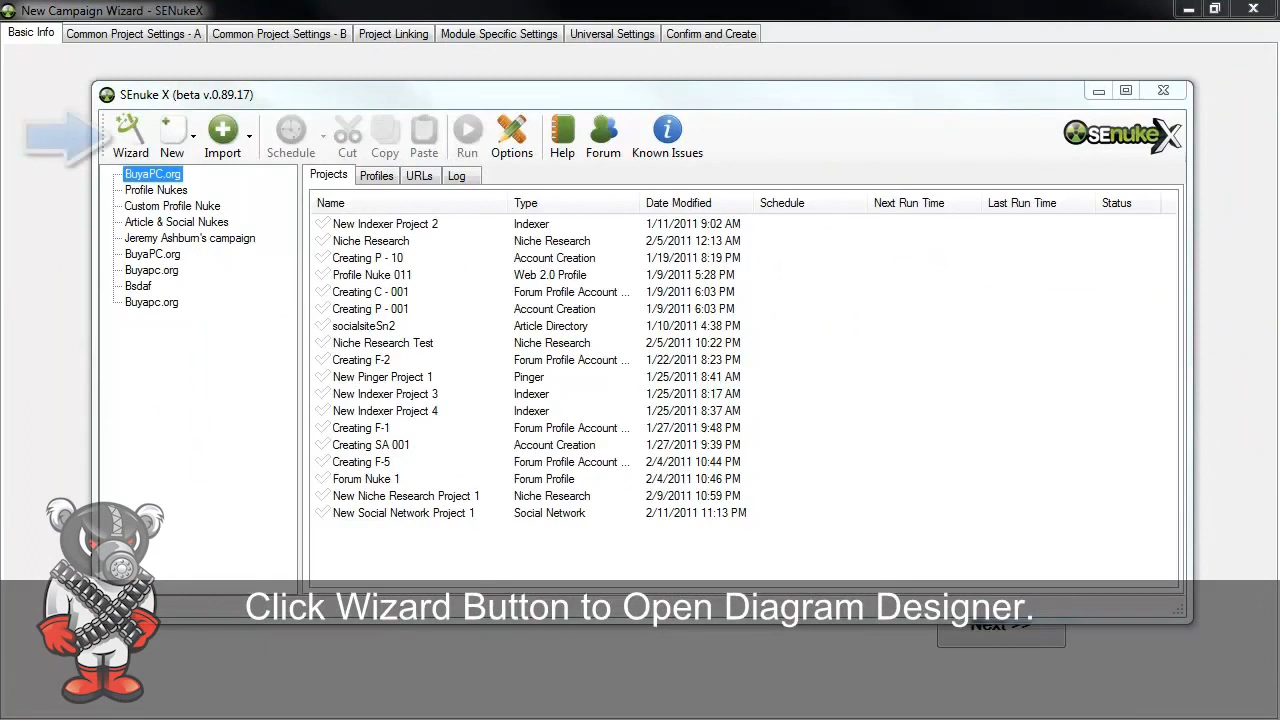 New Campaign Wizard - SENukeX
Basic Info Common Project Settings - A Common Project Settings - B Project Linking Module Specific Settings Universal Settings Confirm and Create
SEnuke X (beta v.0.89.17)
Wizard New Import Schedule Cut Copy Paste Run Options Help Forum Known Issues
SEnukeX
BuyaPC.org
Profile Nukes
Custom Profile Nuke
Article & Social Nukes
Jeremy Ashburn's campaign
BuyaPC.org
Buyapc.org
Bsdaf
Buyapc.org
Projects Profiles URLs Log
Name Type Date Modified Schedule Next Run Time Last Run Time Status
New Indexer Project 2 Indexer 1/11/2011 9:02 AM
Niche Research Niche Research 2/5/2011 12:13 AM
Creating P - 10 Account Creation 1/19/2011 8:19 PM
Profile Nuke 011 Web 2.0 Profile 1/9/2011 5:28 PM
Creating C - 001 Forum Profile Account ... 1/9/2011 6:03 PM
Creating P - 001 Account Creation 1/9/2011 6:03 PM
socialsiteSn2 Article Directory 1/10/2011 4:38 PM
Niche Research Test Niche Research 2/5/2011 10:22 PM
Creating F-2 Forum Profile Account ... 1/22/2011 8:23 PM
New Pinger Project 1 Pinger 1/25/2011 8:41 AM
New Indexer Project 3 Indexer 1/25/2011 8:17 AM
New Indexer Project 4 Indexer 1/25/2011 8:37 AM
Creating F-1 Forum Profile Account ... 1/27/2011 9:48 PM
Creating SA 001 Account Creation 1/27/2011 9:39 PM
Creating F-5 Forum Profile Account ... 2/4/2011 10:44 PM
Forum Nuke 1 Forum Profile 2/4/2011 10:46 PM
New Niche Research Project 1 Niche Research 2/9/2011 10:59 PM
New Social Network Project 1 Social Network 2/11/2011 11:13 PM
Click Wizard Button to Open Diagram Designer.
Next >>